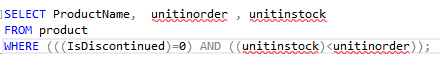 SELECT ProductName, unitinorder , unitinstock
FROM product
WHERE (((IsDiscontinued)=0) AND ((unitinstock)<unitinorder));